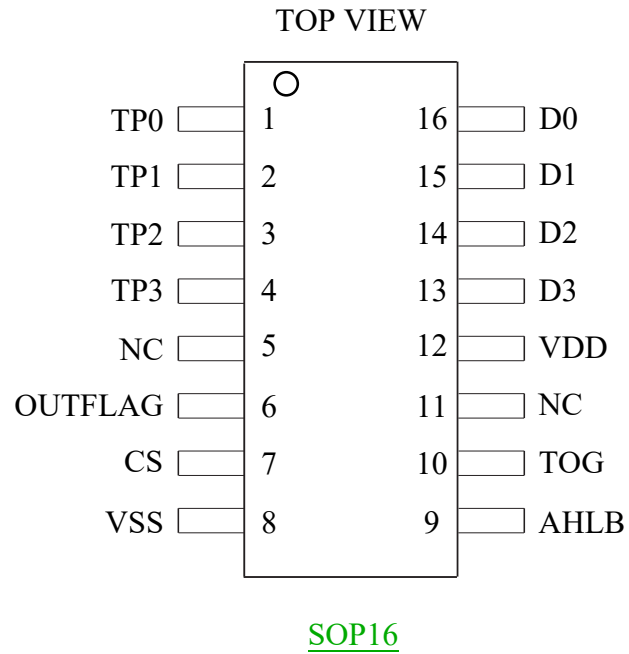 TOP VIEW
TP0 1 16 D0
TP1 2 15 D1
TP2 3 14 D2
TP3 4 13 D3
NC 5 12 VDD
OUTFLAG 6 11 NC
CS 7 10 TOG
VSS 8 9 AHLB
SOP16